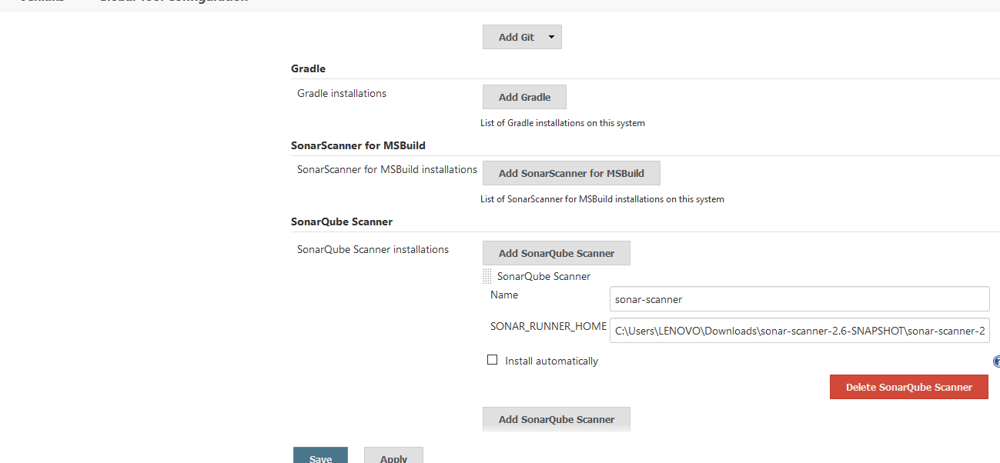 Add Git
Gradle
Gradle installations
Add Gradle
List of Gradle installations on this system
SonarScanner for MSBuild
SonarScanner for MSBuild installations
Add SonarScanner for MSBuild
List of SonarScanner for MSBuild installations on this system
SonarQube Scanner
SonarQube Scanner installations
Add SonarQube Scanner
SonarQube Scanner
Name
sonar-scanner
SONAR_RUNNER_HOME
C:\Users\LENOVO\Downloads\sonar-scanner-2.6-SNAPSHOT\sonar-scanner-2
Install automatically
Delete SonarQube Scanner
Add SonarQube Scanner
Save
Apply